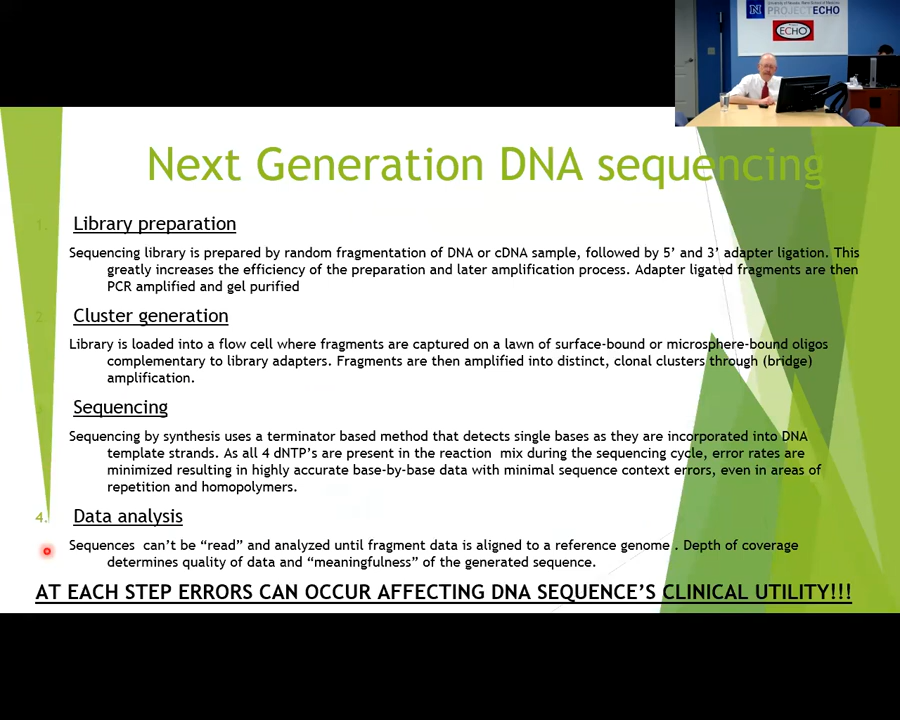 University of Nevada, Reno School of Medicine
N PROJECT ECHO
ECHO
Next Generation DNA sequencing
1. Library preparation
Sequencing library is prepared by random fragmentation of DNA or cDNA sample, followed by 5’ and 3’ adapter ligation. This
greatly increases the efficiency of the preparation and later amplification process. Adapter ligated fragments are then
PCR amplified and gel purified
2. Cluster generation
Library is loaded into a flow cell where fragments are captured on a lawn of surface-bound or microsphere-bound oligos
complementary to library adapters. Fragments are then amplified into distinct, clonal clusters through (bridge)
amplification.
Sequencing
Sequencing by synthesis uses a terminator based method that detects single bases as they are incorporated into DNA
template strands. As all 4 dNTP’s are present in the reaction mix during the sequencing cycle, error rates are
minimized resulting in highly accurate base-by-base data with minimal sequence context errors, even in areas of
repetition and homopolymers.
4. Data analysis
Sequences can’t be “read” and analyzed until fragment data is aligned to a reference genome . Depth of coverage
determines quality of data and “meaningfulness” of the generated sequence.
AT EACH STEP ERRORS CAN OCCUR AFFECTING DNA SEQUENCE’S CLINICAL UTILITY!!!